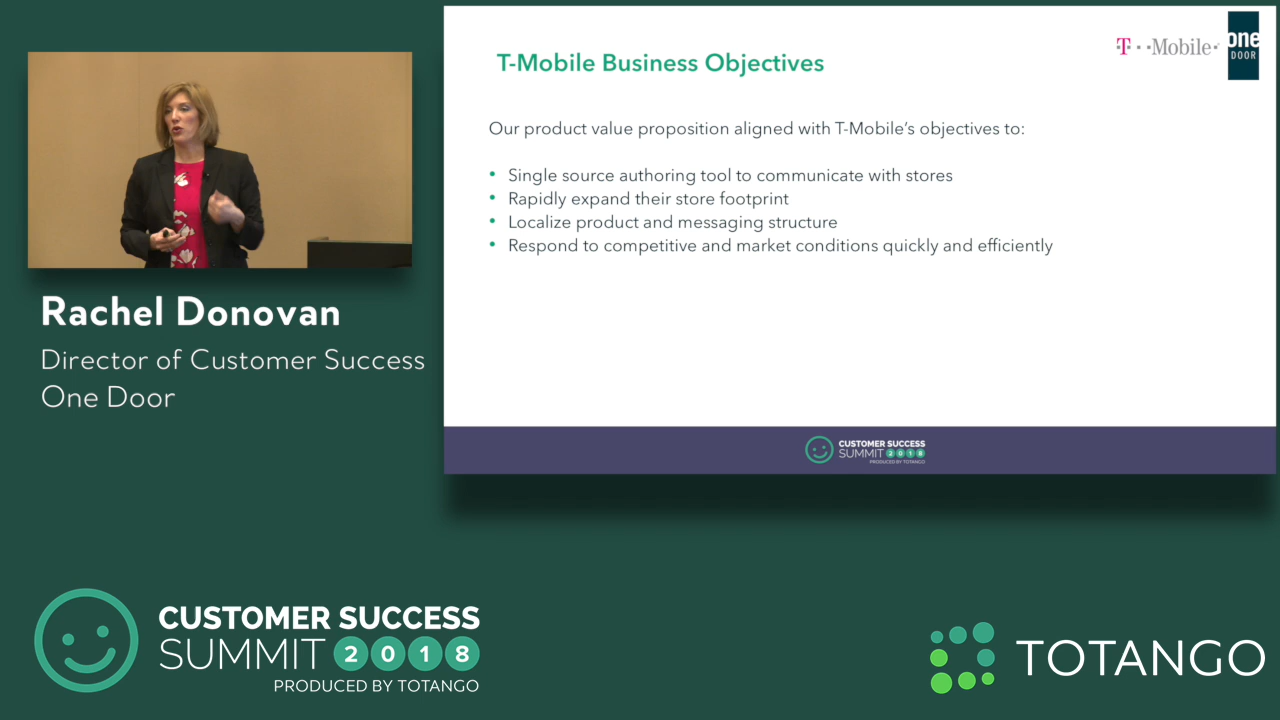 T-Mobile Business Objectives
T··Mobile·
one
DOOR
Our product value proposition aligned with T-Mobile’s objectives to:
• Single source authoring tool to communicate with stores
• Rapidly expand their store footprint
• Localize product and messaging structure
• Respond to competitive and market conditions quickly and efficiently
CUSTOMER SUCCESS
SUMMIT 2018
PRODUCED BY TOTANGO
Rachel Donovan
Director of Customer Success
One Door
CUSTOMER SUCCESS
SUMMIT 2018
PRODUCED BY TOTANGO
TOTANGO